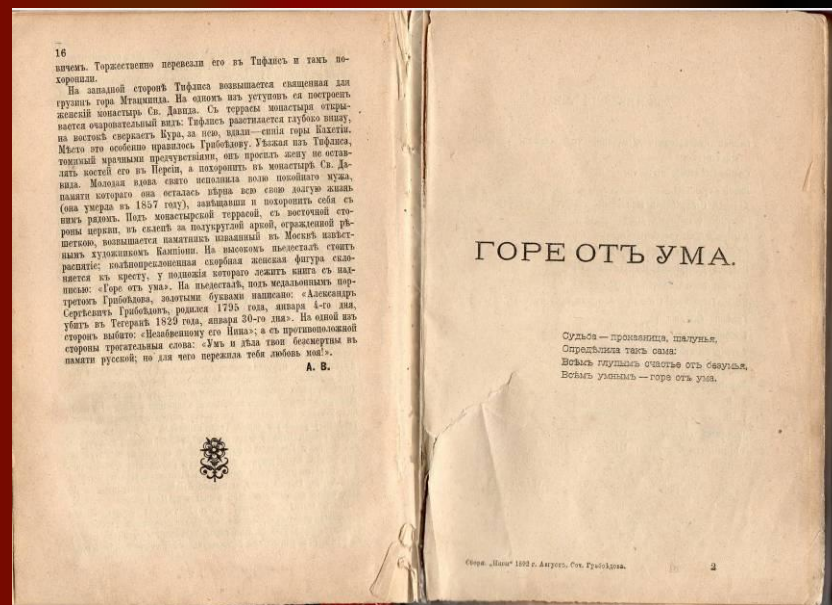 16
вичемъ. Торжественно перевезли его въ Тифлисъ и тамъ по-
хоронили.
На западной сторонѣ Тифлиса возвышается священная для
грузинъ гора Мтацминда. На одномъ изъ уступовъ ея построенъ
женскій монастырь Св. Давида. Съ террасы монастыря откры-
вается очаровательный видъ: Тифлисъ разстилается глубоко внизу,
на востокѣ сверкаетъ Кура, за нею, вдали—синія горы Кахетіи.
Мѣсто это особенно нравилось Грибоѣдову. Уѣзжая изъ Тифлиса,
томимый мрачными предчувствіями, онъ просилъ жену не остав-
лять костей его въ Персіи, а похоронить въ монастырѣ Св. Да-
вида. Молодая вдова свято исполнила волю покойнаго мужа,
памяти котораго она осталась вѣрна всю свою долгую жизнь
(она умерла въ 1857 году), завѣщавши и похоронить себя съ
нимъ рядомъ. Подъ монастырской террасой, съ восточной сто-
роны церкви, въ склепѣ за полукруглой аркой, огражденной рѣ-
шеткою, возвышается памятникъ изваянный въ Москвѣ извѣст-
нымъ художникомъ Кампіони. На высокомъ пьедесталѣ стоитъ
распятіе; колѣнопреклоненная скорбная женская фигура скло-
няется къ кресту, у подножія котораго лежитъ книга съ над-
писью: «Горе отъ ума». На пьедесталѣ, подъ медальоннымъ пор-
третомъ Грибоѣдова, золотыми буквами написано: «Александръ
Сергѣевичъ Грибоѣдовъ, родился 1795 года, января 4-го дня,
убитъ въ Тегеранѣ 1829 года, января 30-го дня». На одной изъ
сторонъ выбито: «Незабвенному его Нина»; а съ противоположной
стороны трогательныя слова: «Умъ и дѣла твои безсмертны въ
памяти русской; но для чего пережила тебя любовь моя!».
А. В.
ГОРЕ ОТЪ УМА.
Судьба — проказница, шалунья,
Опредѣлила такъ сама:
Всѣмъ глупымъ счастье отъ безумья,
Всѣмъ умнымъ — горе отъ ума.
Сборн. „Нивы“ 1892 г. Августъ. Соч. Грибоѣдова.
2